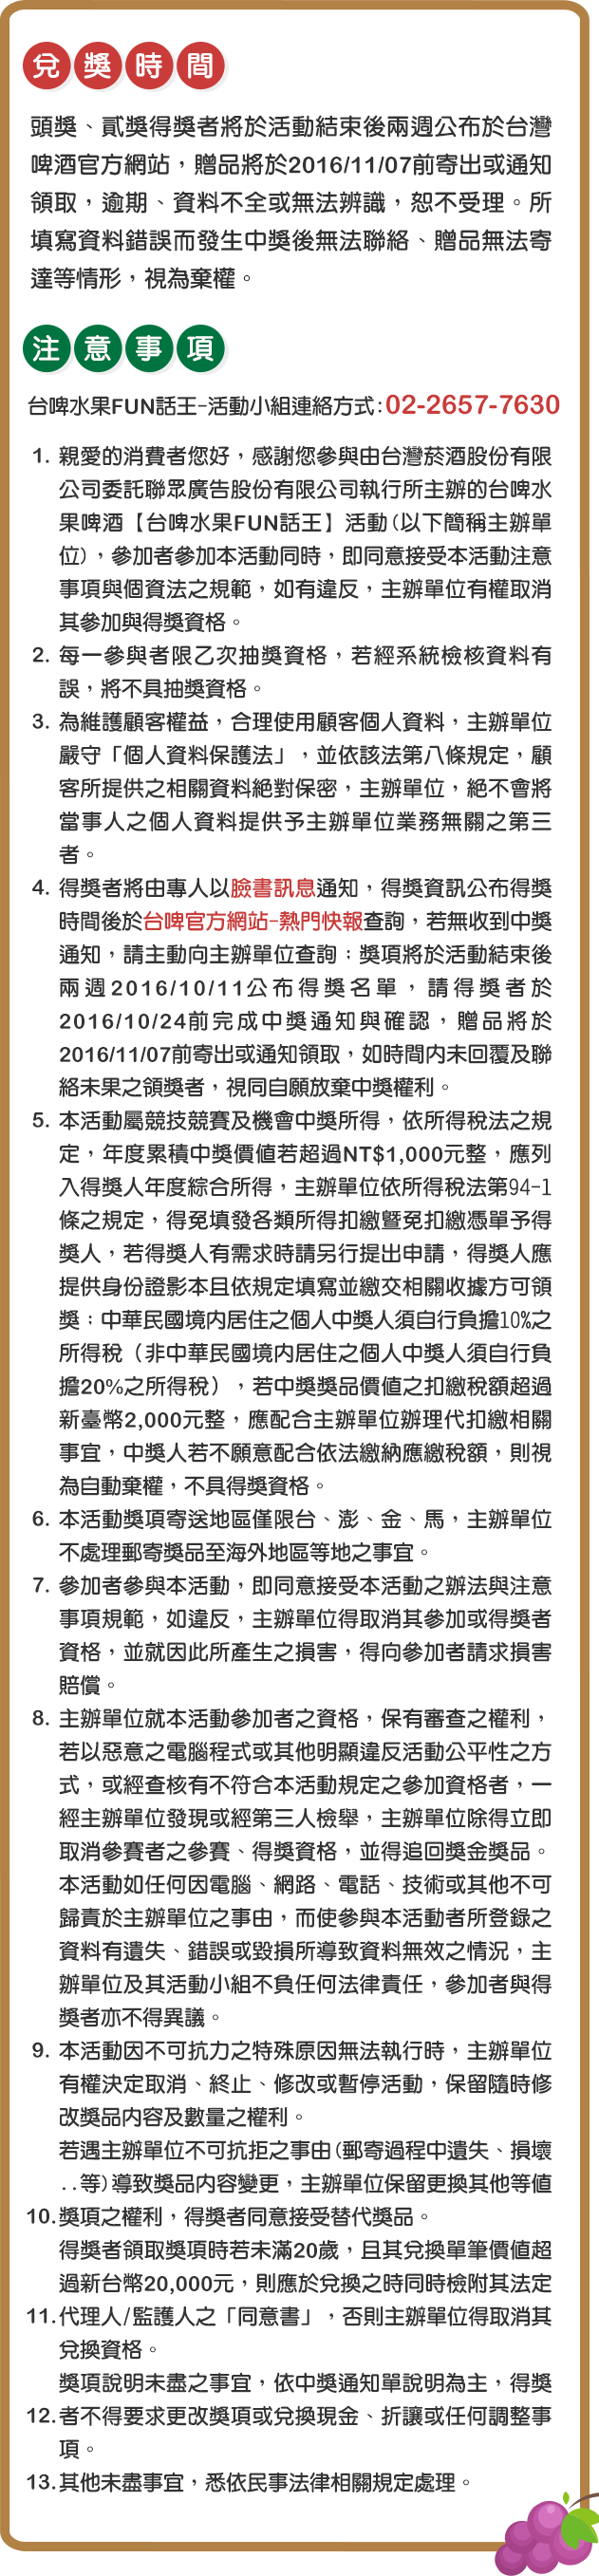 兌獎時間
頭獎、貳獎得獎者將於活動結束後兩週公布於台灣
啤酒官方網站，贈品將於2016/11/07前寄出或通知
領取，逾期、資料不全或無法辨識，恕不受理。所
填寫資料錯誤而發生中獎後無法聯絡、贈品無法寄
達等情形，視為棄權。
注意事項
台啤水果FUN話王-活動小組連絡方式:02-2657-7630
1. 親愛的消費者您好，感謝您參與由台灣菸酒股份有限
公司委託聯眾廣告股份有限公司執行所主辦的台啤水
果啤酒【台啤水果FUN話王】活動(以下簡稱主辦單
位)，參加者參加本活動同時，即同意接受本活動注意
事項與個資法之規範，如有違反，主辦單位有權取消
其參加與得獎資格。
2. 每一參與者限乙次抽獎資格，若經系統檢核資料有
誤，將不具抽獎資格。
3. 為維護顧客權益，合理使用顧客個人資料，主辦單位
嚴守「個人資料保護法」，並依該法第八條規定，顧
客所提供之相關資料絕對保密，主辦單位，絕不會將
當事人之個人資料提供予主辦單位業務無關之第三
者。
4. 得獎者將由專人以臉書訊息通知，得獎資訊公布得獎
時間後於台啤官方網站-熱門快報查詢，若無收到中獎
通知，請主動向主辦單位查詢；獎項將於活動結束後
兩週2016/10/11公布得獎名單，請得獎者於
2016/10/24前完成中獎通知與確認，贈品將於
2016/11/07前寄出或通知領取，如時間內未回覆及聯
絡未果之領獎者，視同自願放棄中獎權利。
5. 本活動屬競技競賽及機會中獎所得，依所得稅法之規
定，年度累積中獎價值若超過NT$1,000元整，應列
入得獎人年度綜合所得，主辦單位依所得稅法第94-1
條之規定，得免填發各類所得扣繳暨免扣繳憑單予得
獎人，若得獎人有需求時請另行提出申請，得獎人應
提供身份證影本且依規定填寫並繳交相關收據方可領
獎；中華民國境內居住之個人中獎人須自行負擔10%之
所得稅（非中華民國境內居住之個人中獎人須自行負
擔20%之所得稅），若中獎獎品價值之扣繳稅額超過
新臺幣2,000元整，應配合主辦單位辦理代扣繳相關
事宜，中獎人若不願意配合依法繳納應繳稅額，則視
為自動棄權，不具得獎資格。
6. 本活動獎項寄送地區僅限台、澎、金、馬，主辦單位
不處理郵寄獎品至海外地區等地之事宜。
7. 參加者參與本活動，即同意接受本活動之辦法與注意
事項規範，如違反，主辦單位得取消其參加或得獎者
資格，並就因此所產生之損害，得向參加者請求損害
賠償。
8. 主辦單位就本活動參加者之資格，保有審查之權利，
若以惡意之電腦程式或其他明顯違反活動公平性之方
式，或經查核有不符合本活動規定之參加資格者，一
經主辦單位發現或經第三人檢舉，主辦單位除得立即
取消參賽者之參賽、得獎資格，並得追回獎金獎品。
本活動如任何因電腦、網路、電話、技術或其他不可
歸責於主辦單位之事由，而使參與本活動者所登錄之
資料有遺失、錯誤或毀損所導致資料無效之情況，主
辦單位及其活動小組不負任何法律責任，參加者與得
獎者亦不得異議。
9. 本活動因不可抗力之特殊原因無法執行時，主辦單位
有權決定取消、終止、修改或暫停活動，保留隨時修
改獎品內容及數量之權利。
若遇主辦單位不可抗拒之事由(郵寄過程中遺失、損壞
..等)導致獎品內容變更，主辦單位保留更換其他等值
10.獎項之權利，得獎者同意接受替代獎品。
得獎者領取獎項時若未滿20歲，且其兌換單筆價值超
過新台幣20,000元，則應於兌換之時同時檢附其法定
11.代理人/監護人之「同意書」，否則主辦單位得取消其
兌換資格。
獎項說明未盡之事宜，依中獎通知單說明為主，得獎
12.者不得要求更改獎項或兌換現金、折讓或任何調整事
項。
13.其他未盡事宜，悉依民事法律相關規定處理。